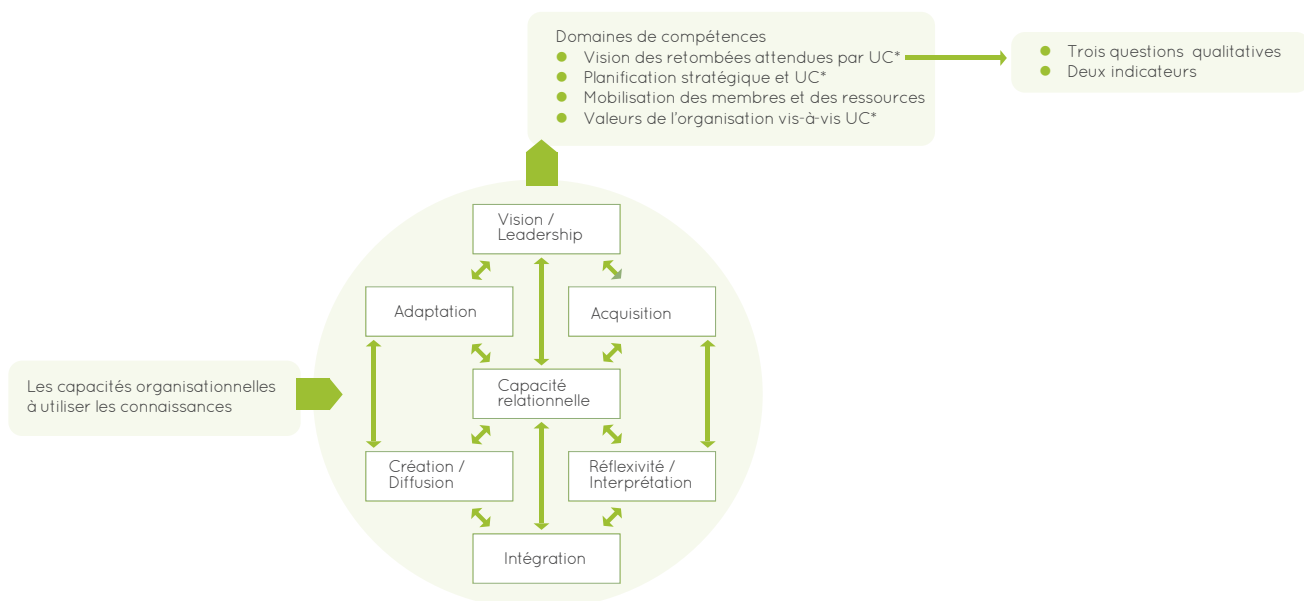 Domaines de compétences
Vision des retombées attendues par UC*
Planification stratégique et UC*
Mobilisation des membres et des ressources
Valeurs de l'organisation vis-à-vis UC*
Trois questions qualitatives
Deux indicateurs
Vision /
Leadership
Adaptation
Acquisition
Les capacités organisationnelles
à utiliser les connaissances
Capacité
relationnelle
Création /
Diffusion
Réflexivité /
Interprétation
Intégration